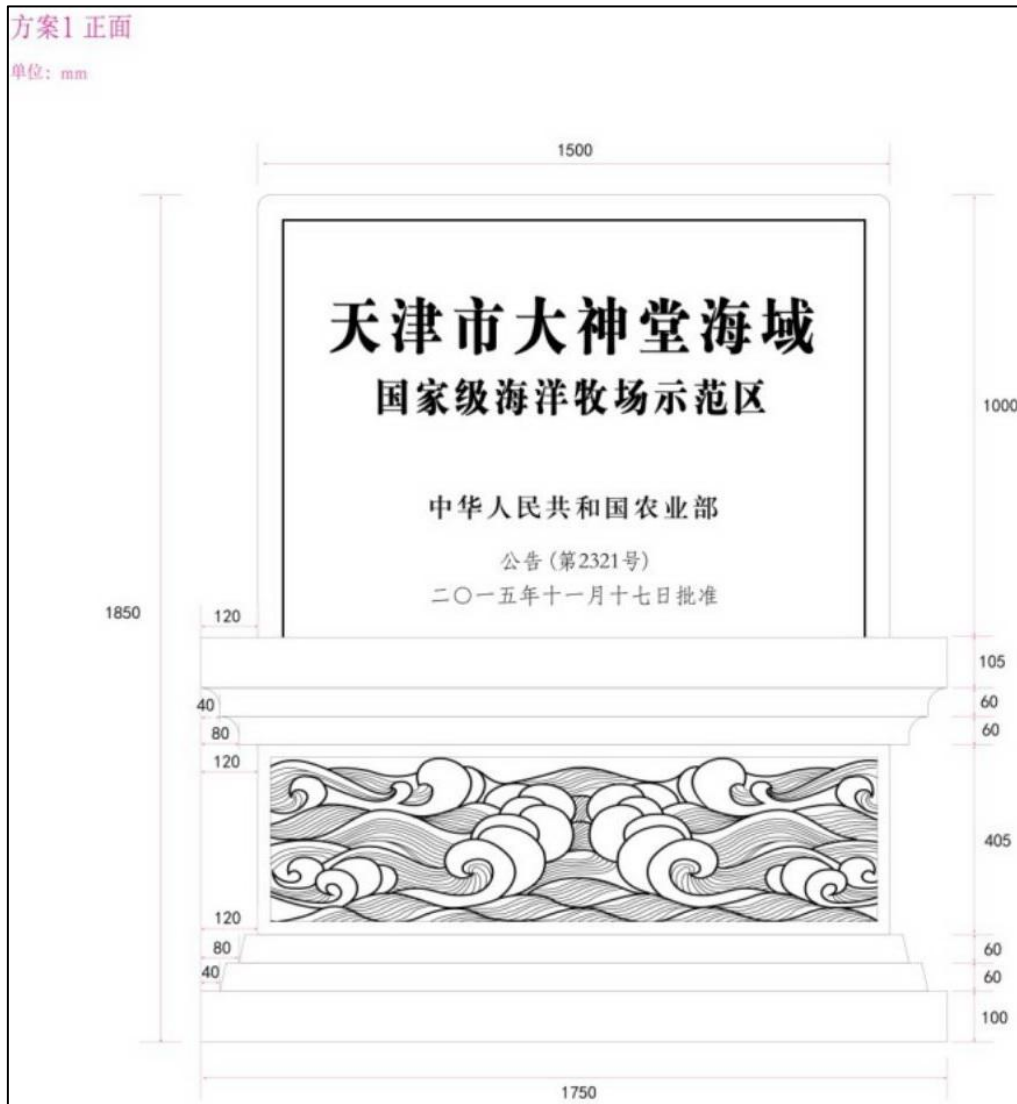 方案1 正面
单位：mm
1500
天津市大神堂海域
国家级海洋牧场示范区
1000
中华人民共和国农业部
公告(第2321号)
二〇一五年十一月十七日批准
1850
120
105
40
60
80
60
120
405
120
80
60
40
60
100
1750